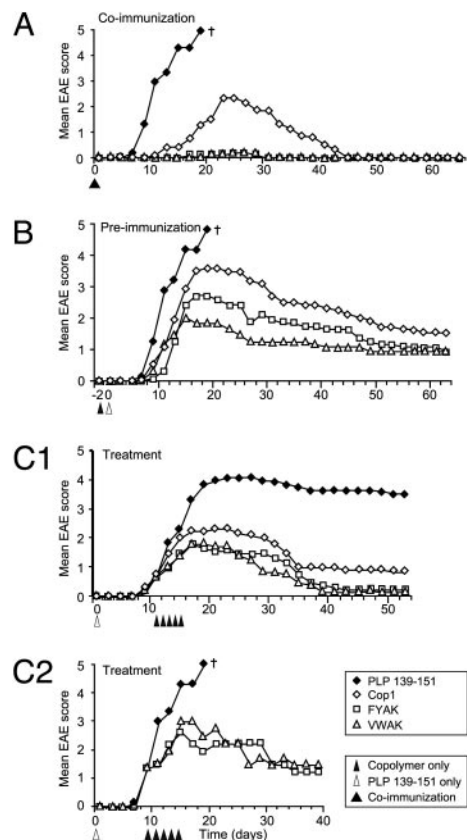 A
Co-immunization
Mean EAE score
5
4
3
2
1
0
†
0 10 20 30 40 50 60
B
Pre-immunization
Mean EAE score
5
4
3
2
1
0
†
-20 10 20 30 40 50 60
C1
Treatment
Mean EAE score
5
4
3
2
1
0
0 10 20 30 40 50
C2
Treatment
Mean EAE score
5
4
3
2
1
0
†
0 10 20 30 40
Time (days)
PLP 139-151
Cop1
FYAK
VWAK
Copolymer only
PLP 139-151 only
Co-immunization